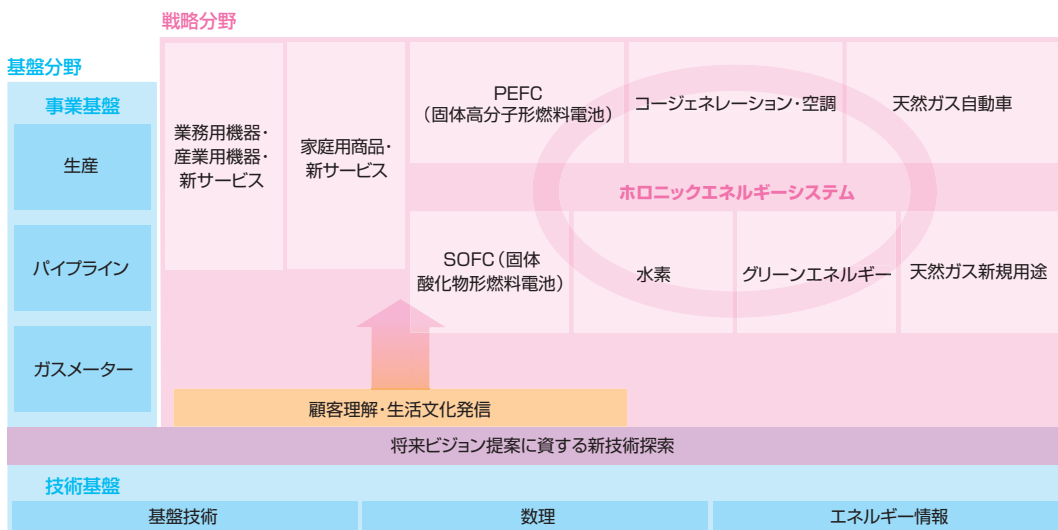 戦略分野
基盤分野
事業基盤
生産
パイプライン
ガスメーター
業務用機器・
産業用機器・
新サービス
家庭用商品・
新サービス
PEFC
（固体高分子形燃料電池）
コージェネレーション・空調
天然ガス自動車
ホロニックエネルギーシステム
SOFC（固体
酸化物形燃料電池）
水素
グリーンエネルギー
天然ガス新規用途
顧客理解・生活文化発信
将来ビジョン提案に資する新技術探索
技術基盤
基盤技術
数理
エネルギー情報